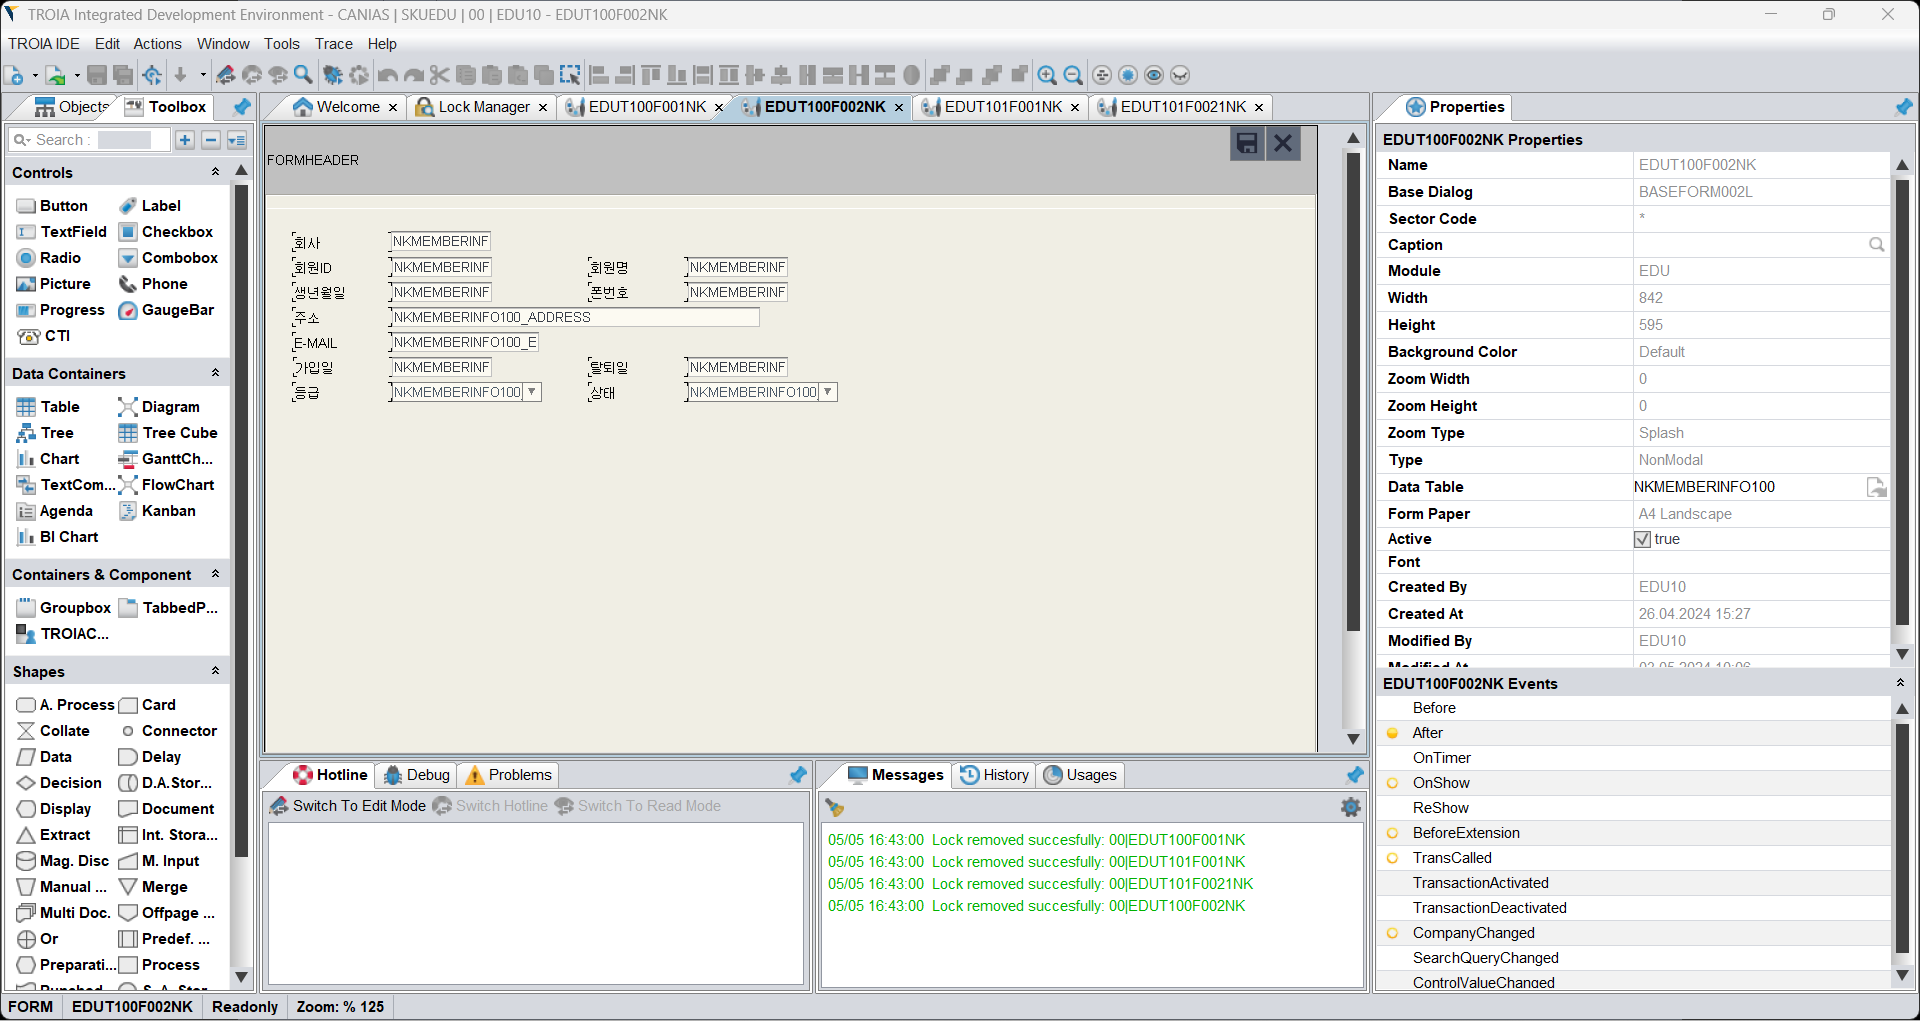 TROIA Integrated Development Environment - CANIAS | SKUEDU | 00 | EDU10 - EDUT100F002NK
TROIA IDE Edit Actions Window Tools Trace Help
Objects Toolbox
Search :
Controls
Button Label
TextField Checkbox
Radio Combobox
Picture Phone
Progress GaugeBar
CTI
Data Containers
Table Diagram
Tree Tree Cube
Chart GanttCh...
TextCom... FlowChart
Agenda Kanban
BI Chart
Containers & Component
Groupbox TabbedP...
TROIAC...
Shapes
A. Process Card
Collate Connector
Data Delay
Decision D.A.Stor...
Display Document
Extract Int. Stora...
Mag. Disc M. Input
Manual ... Merge
Multi Doc. Offpage ...
Or Predef. ...
Preparati... Process
Welcome Lock Manager EDUT100F001NK EDUT100F002NK EDUT101F001NK EDUT101F0021NK
FORMHEADER
회사 NKMEMBERINF
회원ID NKMEMBERINF 회원명 NKMEMBERINF
생년월일 NKMEMBERINF 폰번호 NKMEMBERINF
주소 NKMEMBERINFO100_ADDRESS
E-MAIL NKMEMBERINFO100_E
가입일 NKMEMBERINF 탈퇴일 NKMEMBERINF
등급 NKMEMBERINFO100 상태 NKMEMBERINFO100
Hotline Debug Problems
Switch To Edit Mode Switch Hotline Switch To Read Mode
Messages History Usages
05/05 16:43:00 Lock removed succesfully: 00|EDUT100F001NK
05/05 16:43:00 Lock removed succesfully: 00|EDUT101F001NK
05/05 16:43:00 Lock removed succesfully: 00|EDUT101F0021NK
05/05 16:43:00 Lock removed succesfully: 00|EDUT100F002NK
Properties
EDUT100F002NK Properties
Name EDUT100F002NK
Base Dialog BASEFORM002L
Sector Code *
Caption
Module EDU
Width 842
Height 595
Background Color Default
Zoom Width 0
Zoom Height 0
Zoom Type Splash
Type NonModal
Data Table NKMEMBERINFO100
Form Paper A4 Landscape
Active true
Font
Created By EDU10
Created At 26.04.2024 15:27
Modified By EDU10
Modified At 02.05.2024 10:06
EDUT100F002NK Events
Before
After
OnTimer
OnShow
ReShow
BeforeExtension
TransCalled
TransactionActivated
TransactionDeactivated
CompanyChanged
SearchQueryChanged
ControlValueChanged
FORM EDUT100F002NK Readonly Zoom: % 125